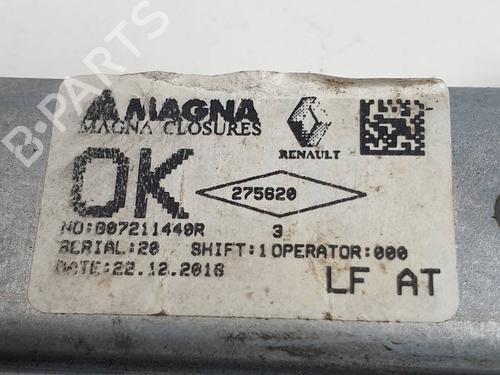 MAGNA
MAGNA CLOSURES
RENAULT
OK
275620
NO:807211440R
3
SERIAL:20 SHIFT:1 OPERATOR:000
DATE:22.12.2016
LF AT
B-PARTS